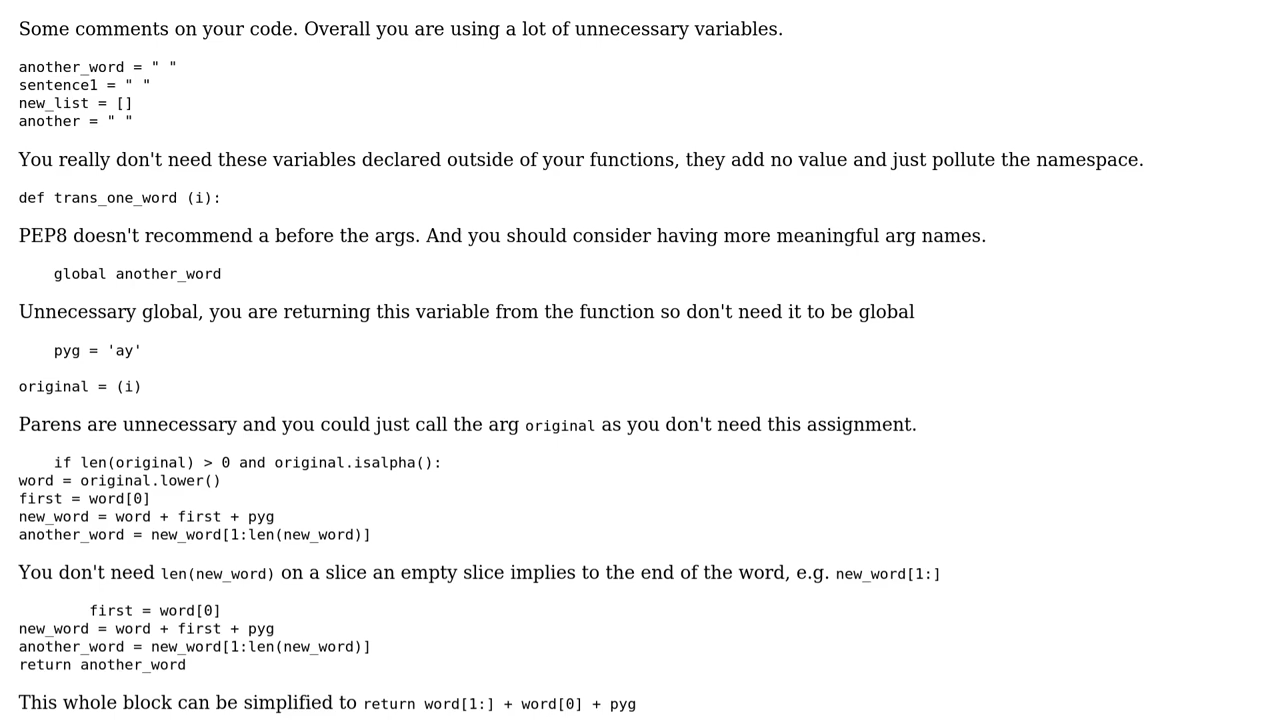 Some comments on your code. Overall you are using a lot of unnecessary variables.
another_word = " "
sentence1 = " "
new_list = []
another = " "
You really don't need these variables declared outside of your functions, they add no value and just pollute the namespace.
def trans_one_word (i):
PEP8 doesn't recommend a before the args. And you should consider having more meaningful arg names.
    global another_word
Unnecessary global, you are returning this variable from the function so don't need it to be global
    pyg = 'ay'
original = (i)
Parens are unnecessary and you could just call the arg original as you don't need this assignment.
    if len(original) > 0 and original.isalpha():
word = original.lower()
first = word[0]
new_word = word + first + pyg
another_word = new_word[1:len(new_word)]
You don't need len(new_word) on a slice an empty slice implies to the end of the word, e.g. new_word[1:]
        first = word[0]
new_word = word + first + pyg
another_word = new_word[1:len(new_word)]
return another_word
This whole block can be simplified to return word[1:] + word[0] + pyg